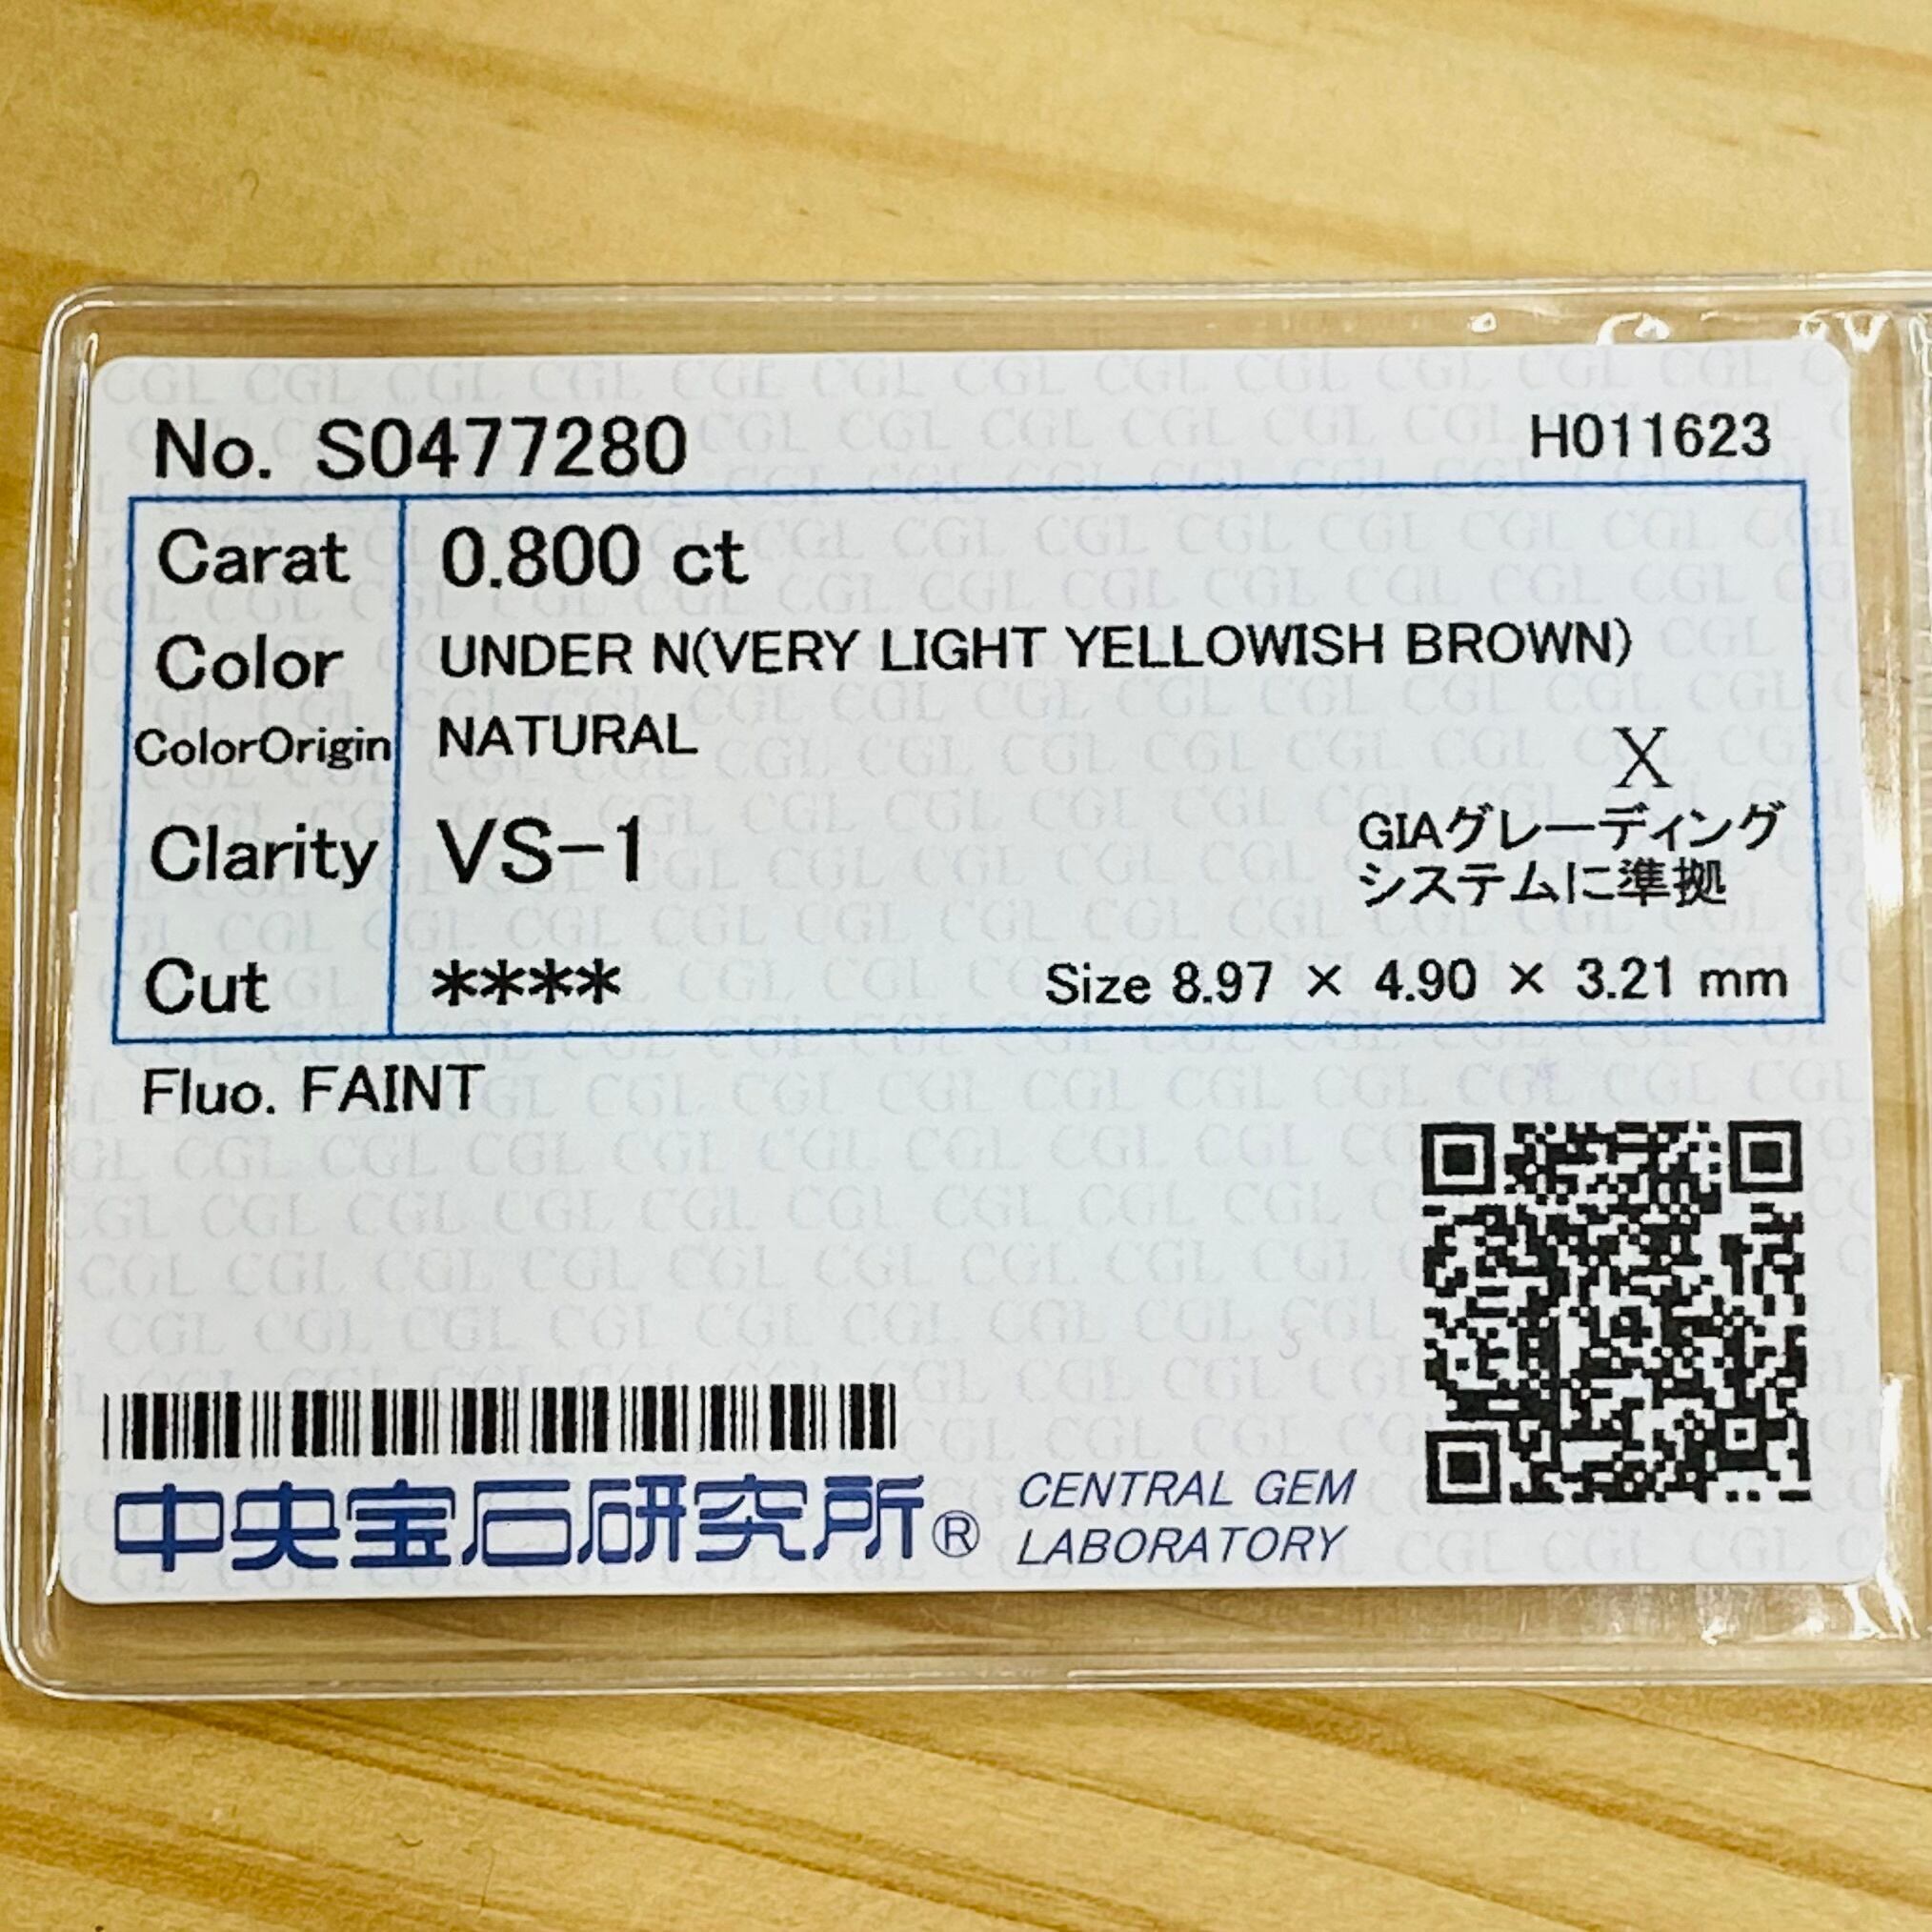 No. S0477280 H011623
Carat 0.800 ct
Color UNDER N(VERY LIGHT YELLOWISH BROWN)
ColorOrigin NATURAL
X
GIAグレーディング
システムに準拠
Clarity VS-1
Cut **** Size 8.97 × 4.90 × 3.21 mm
Fluo. FAINT
中央宝石研究所® CENTRAL GEM
LABORATORY